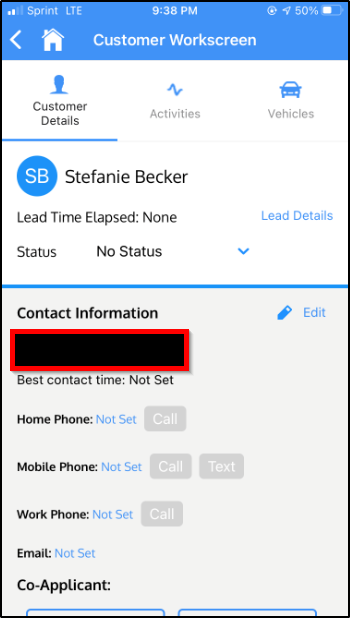 Sprint LTE 9:38 PM 50%
Customer Workscreen
Customer Details Activities Vehicles
SB Stefanie Becker
Lead Time Elapsed: None Lead Details
Status No Status
Contact Information Edit
Best contact time: Not Set
Home Phone: Not Set Call
Mobile Phone: Not Set Call Text
Work Phone: Not Set Call
Email: Not Set
Co-Applicant: